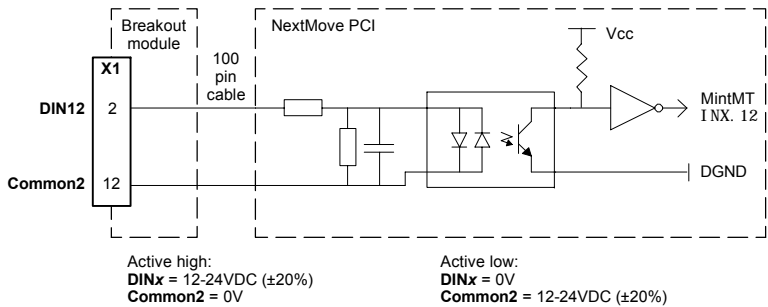 Breakout
module
NextMove PCI
X1
100
pin
cable
Vcc
DIN12
2
MintMT
INX.12
Common2
12
DGND
Active high:
DINx = 12-24VDC (±20%)
Common2 = 0V
Active low:
DINx = 0V
Common2 = 12-24VDC (±20%)